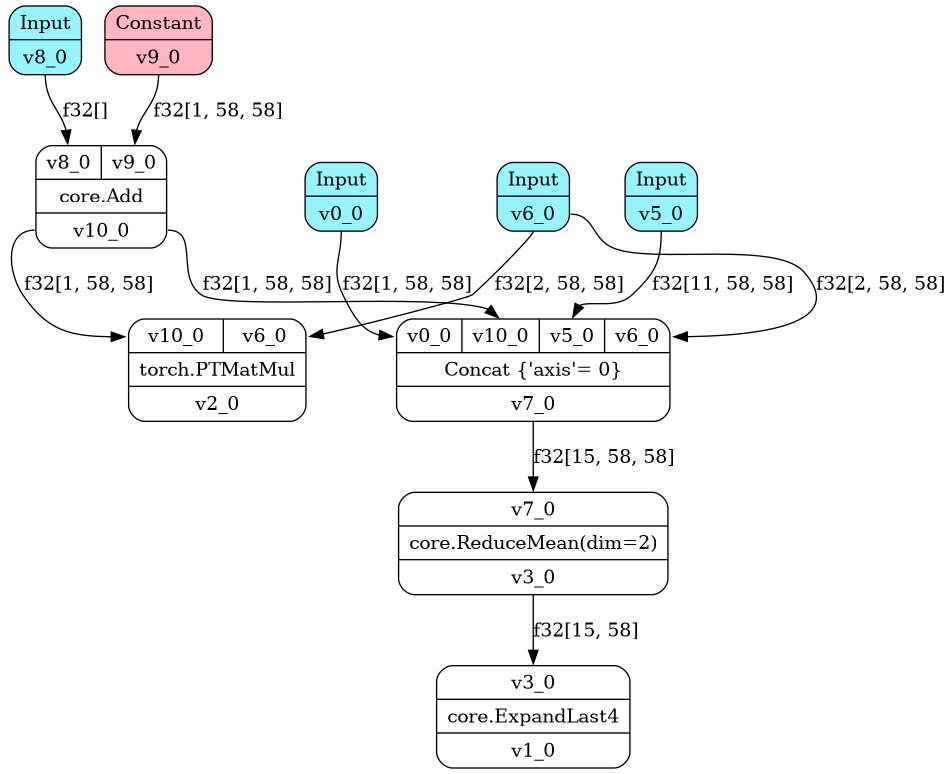 Input
v8_0
Constant
v9_0
f32[]
f32[1, 58, 58]
v8_0 v9_0
core.Add
v10_0
Input
v0_0
Input
v6_0
Input
v5_0
f32[1, 58, 58]
f32[1, 58, 58]
f32[1, 58, 58]
f32[2, 58, 58]
f32[11, 58, 58]
f32[2, 58, 58]
v10_0 v6_0
torch.PTMatMul
v2_0
v0_0 v10_0 v5_0 v6_0
Concat {'axis'= 0}
v7_0
f32[15, 58, 58]
v7_0
core.ReduceMean(dim=2)
v3_0
f32[15, 58]
v3_0
core.ExpandLast4
v1_0